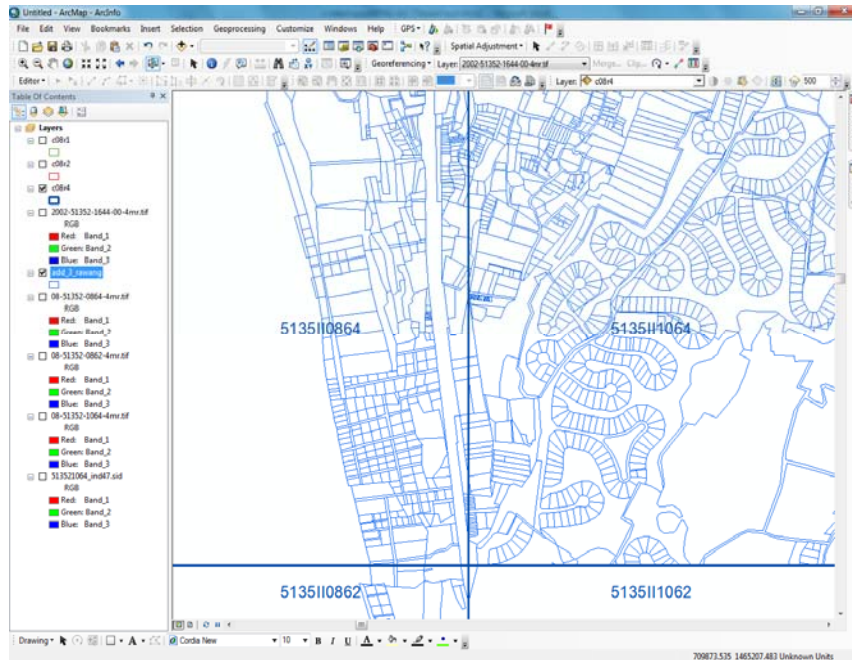 Untitled - ArcMap - ArcInfo
File Edit View Bookmarks Insert Selection Geoprocessing Customize Windows Help GPS
Spatial Adjustment
Georeferencing Layer: 2002-51352-1644-00-4mr.tif Merge... Clip...
Editor Layer: c08r4 500
Table Of Contents
Layers
c08r1
c08r2
c08r4
2002-51352-1644-00-4mr.tif
RGB
Red: Band_1
Green: Band_2
Blue: Band_3
add_3_rawang
08-51352-0864-4mr.tif
RGB
Red: Band_1
Green: Band_2
Blue: Band_3
08-51352-0862-4mr.tif
RGB
Red: Band_1
Green: Band_2
Blue: Band_3
08-51352-1064-4mr.tif
RGB
Red: Band_1
Green: Band_2
Blue: Band_3
513521064_ind47.sid
RGB
Red: Band_1
Green: Band_2
Blue: Band_3
5135II0864 5135II1064
5135II0862 5135II1062
Drawing A Cordia New 10 B I U A
709873.535 1465207.483 Unknown Units